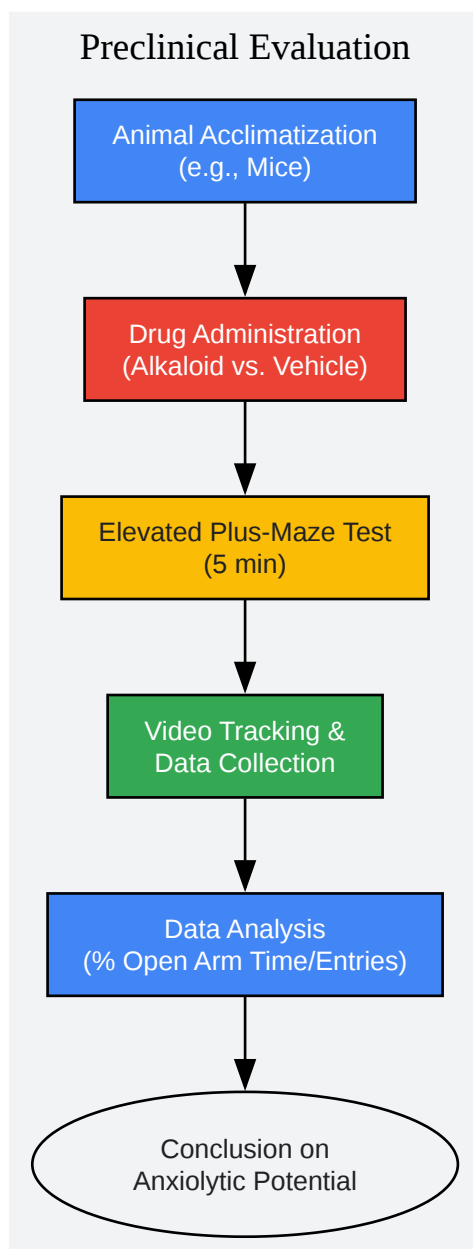 Preclinical Evaluation
Animal Acclimatization
(e.g., Mice)
Drug Administration
(Alkaloid vs. Vehicle)
Elevated Plus-Maze Test
(5 min)
Video Tracking &
Data Collection
Data Analysis
(% Open Arm Time/Entries)
Conclusion on
Anxiolytic Potential